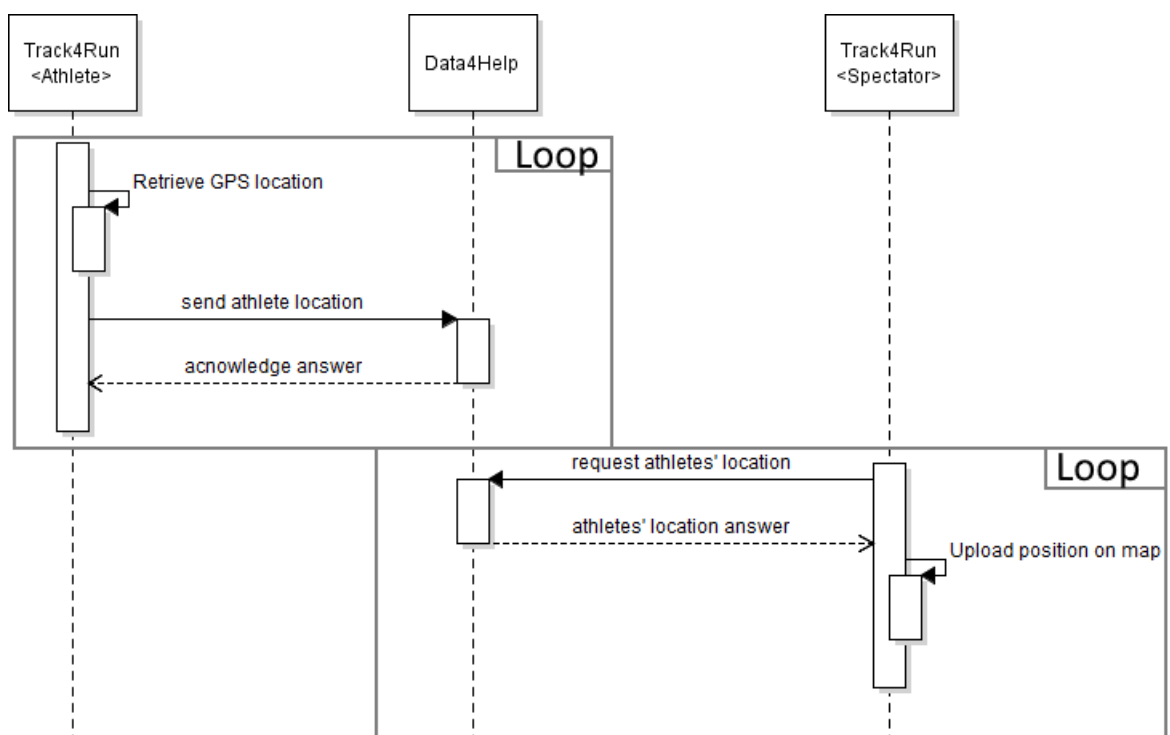 Track4Run
<Athlete>
Data4Help
Track4Run
<Spectator>
Loop
Retrieve GPS location
send athlete location
acnowledge answer
request athletes' location
Loop
athletes' location answer
Upload position on map